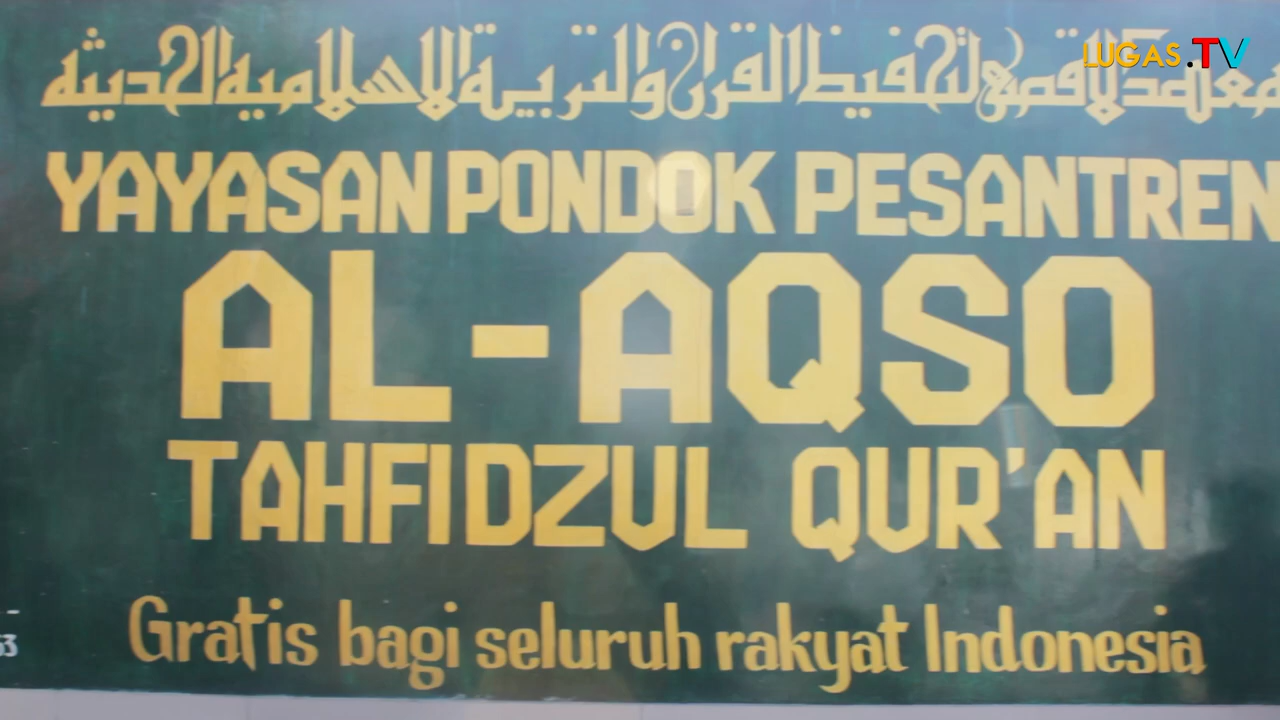 LUGAS.TV
معهد الاقصى لتحفيظ القران والتربية الاسلامية الحديثه
YAYASAN PONDOK PESANTREN
AL-AQSO
TAHFIDZUL QUR'AN
Gratis bagi seluruh rakyat Indonesia